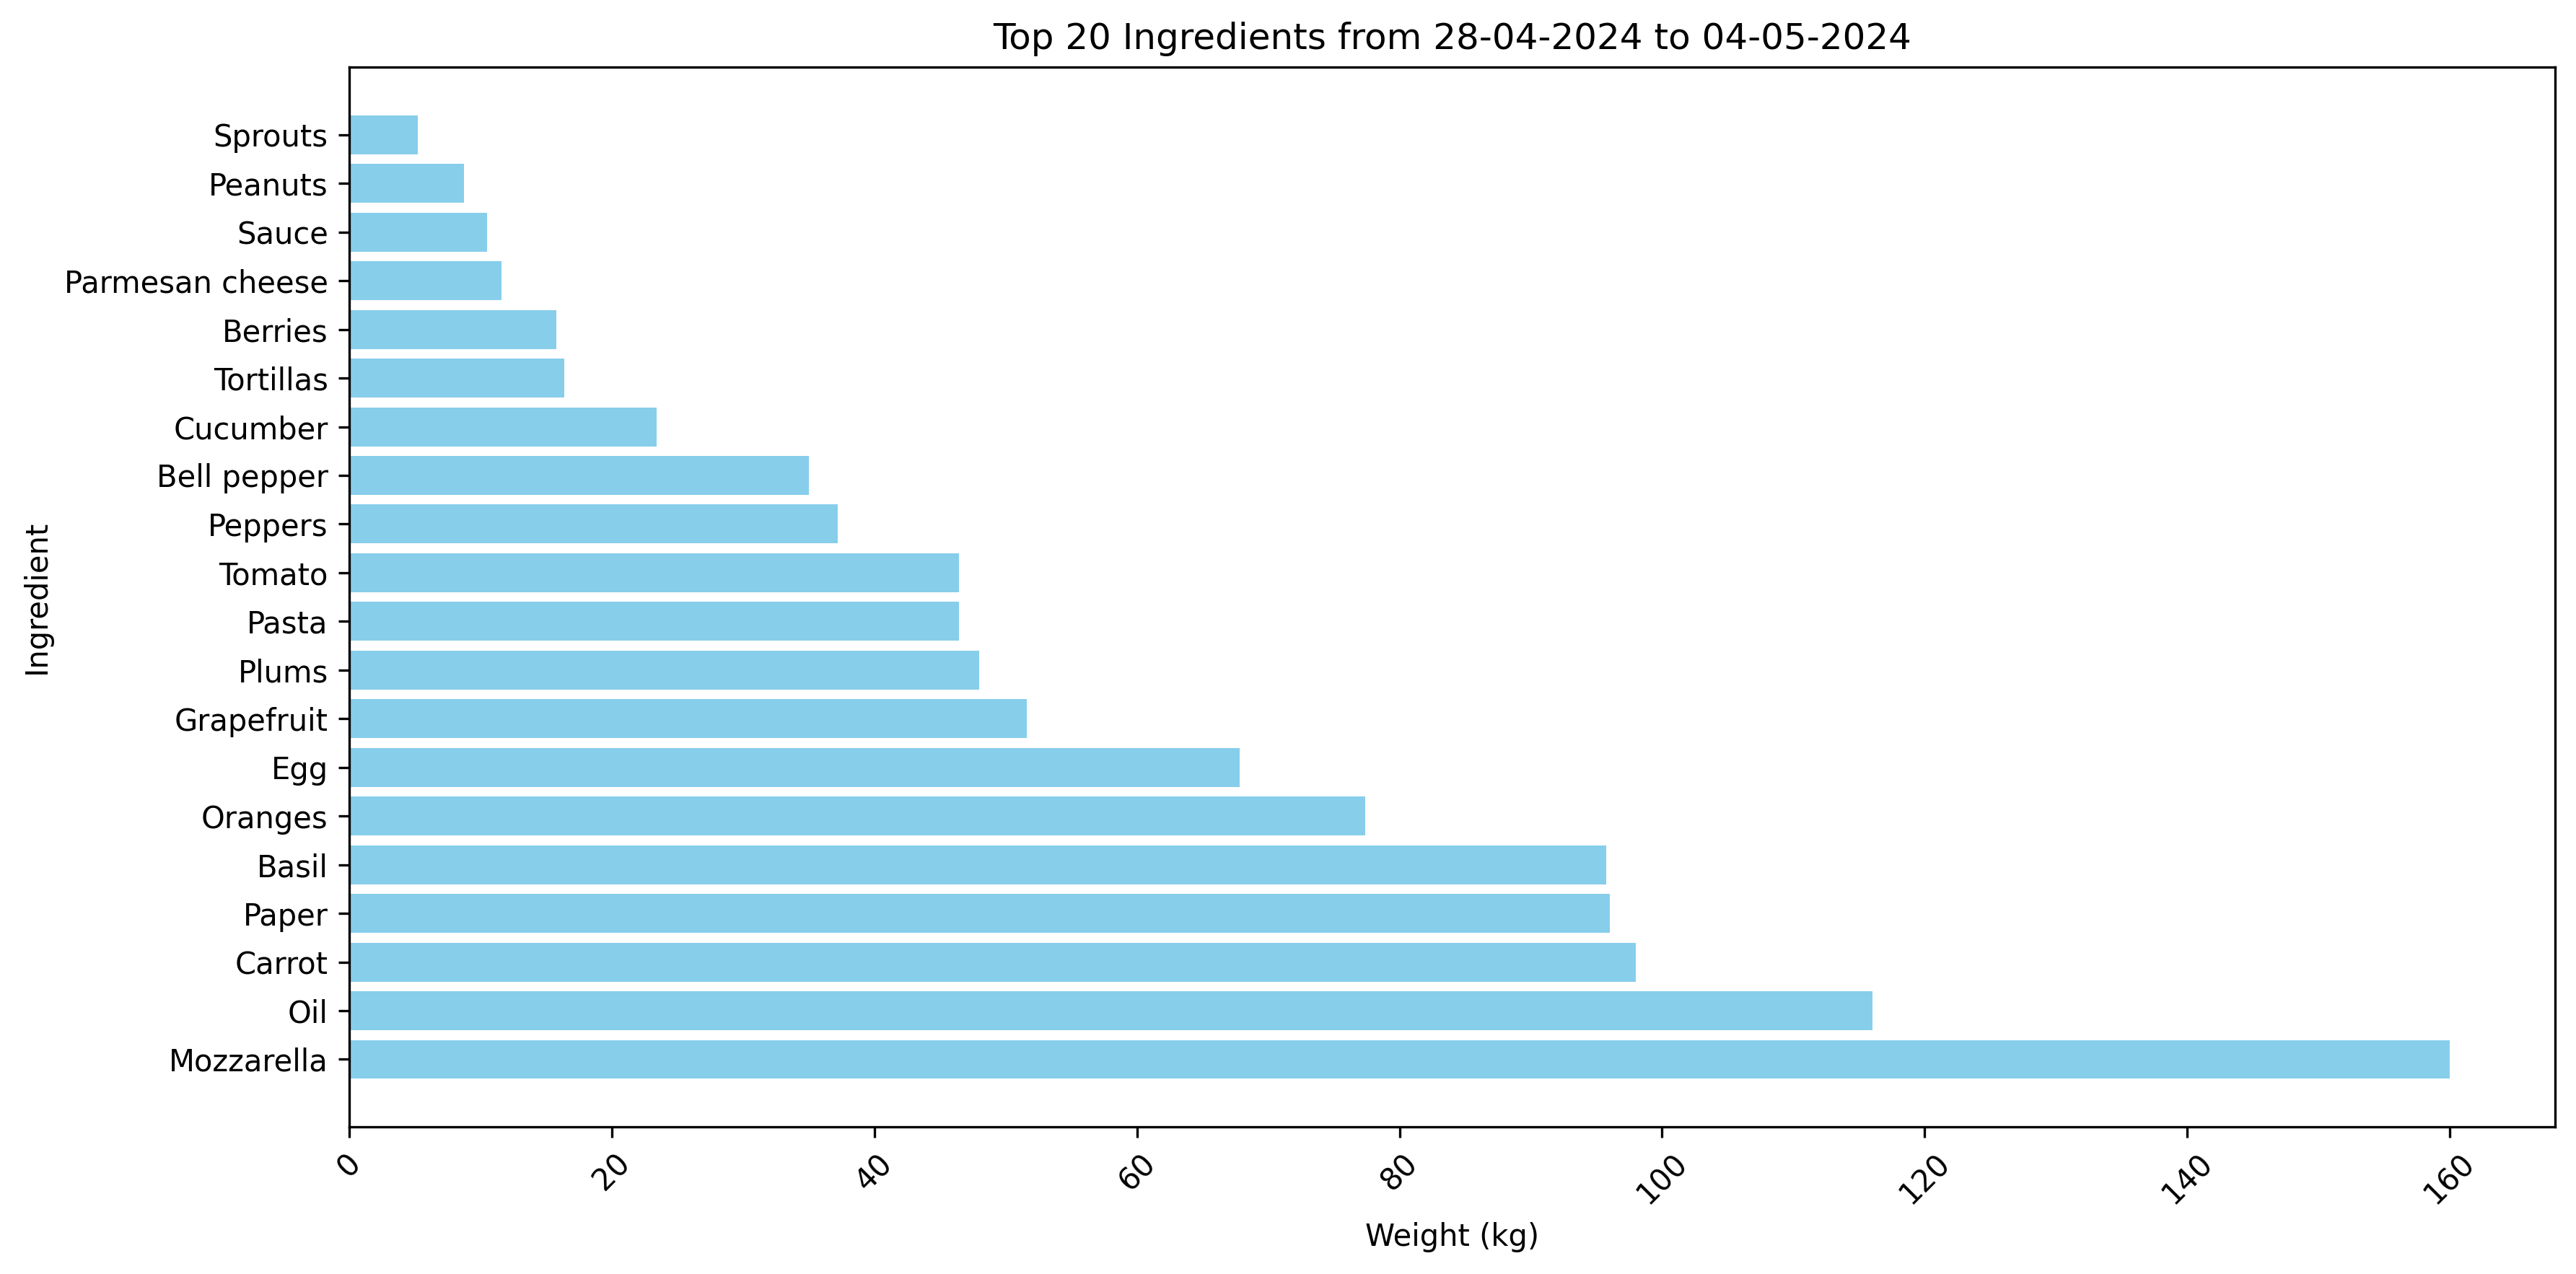 Top 20 Ingredients from 28-04-2024 to 04-05-2024
Ingredient
Sprouts
Peanuts
Sauce
Parmesan cheese
Berries
Tortillas
Cucumber
Bell pepper
Peppers
Tomato
Pasta
Plums
Grapefruit
Egg
Oranges
Basil
Paper
Carrot
Oil
Mozzarella
0 20 40 60 80 100 120 140 160
Weight (kg)